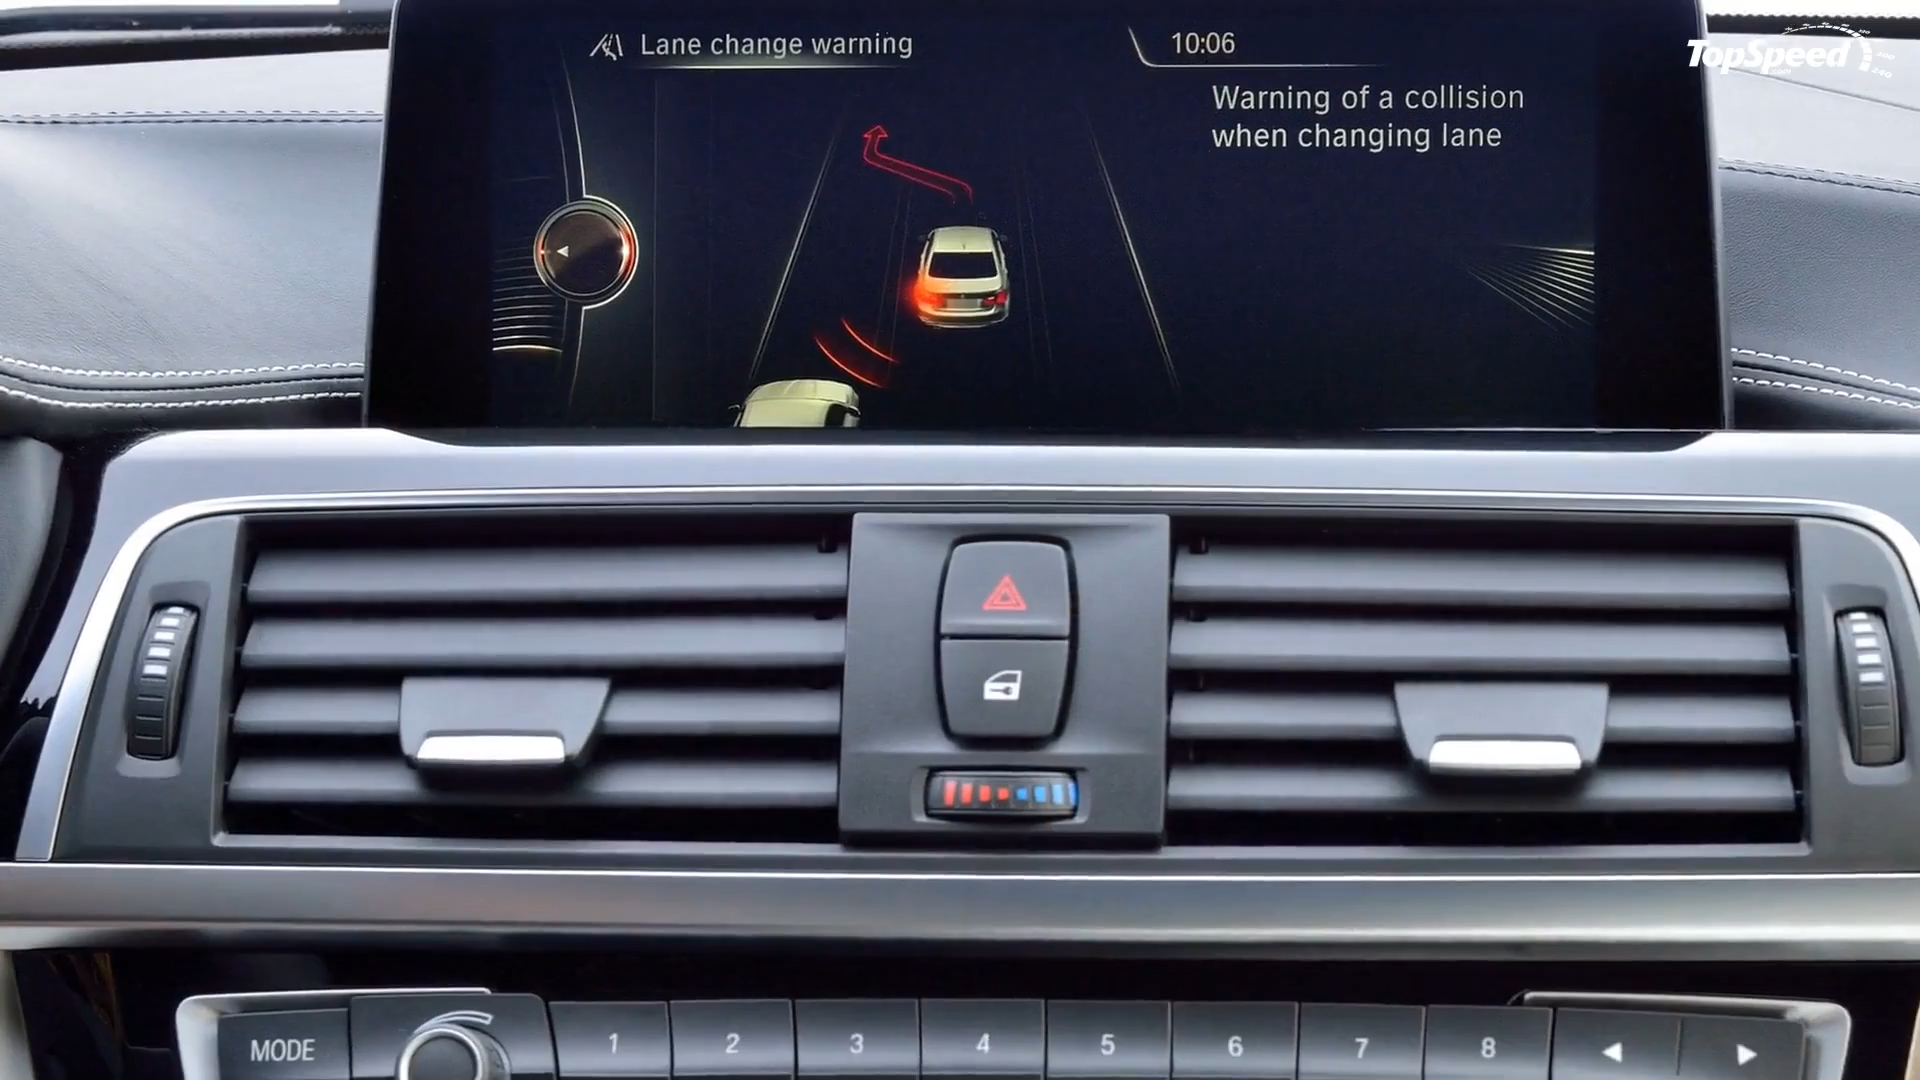 Lane change warning
10:06
TopSpeed
Warning of a collision
when changing lane
MODE
1 2 3 4 5 6 7 8